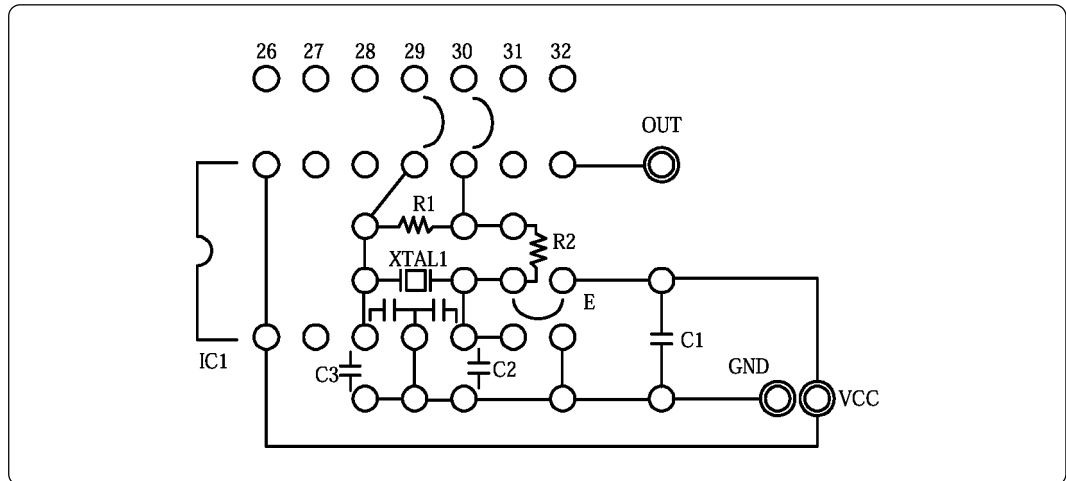 26 27 28 29 30 31 32
OUT
R1
R2
XTAL1
E
IC1
C3
C2
C1
GND
VCC